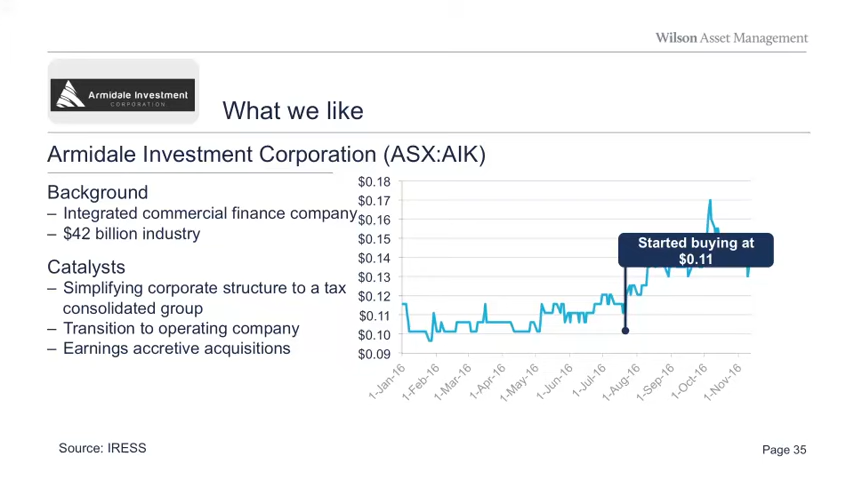 Wilson Asset Management
Armidale Investment
CORPORATION
What we like
Armidale Investment Corporation (ASX:AIK)
Background
– Integrated commercial finance company
– $42 billion industry
Catalysts
– Simplifying corporate structure to a tax
consolidated group
– Transition to operating company
– Earnings accretive acquisitions
$0.18
$0.17
$0.16
$0.15
$0.14
$0.13
$0.12
$0.11
$0.10
$0.09
Started buying at
$0.11
1-Jan-16
1-Feb-16
1-Mar-16
1-Apr-16
1-May-16
1-Jun-16
1-Jul-16
1-Aug-16
1-Sep-16
1-Oct-16
1-Nov-16
Source: IRESS
Page 35